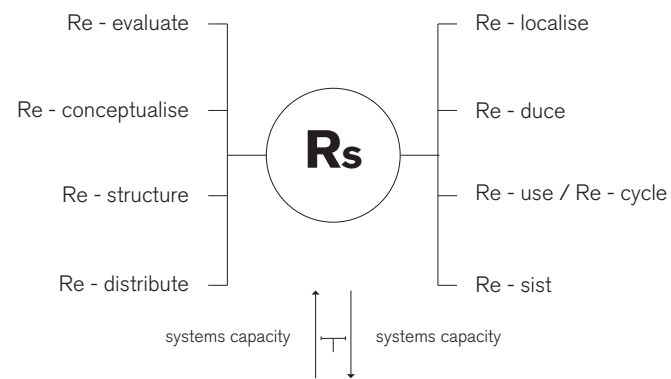 Re - evaluate
Re - conceptualise
Re - structure
Re - distribute
Rs
Re - localise
Re - duce
Re - use / Re - cycle
Re - sist
systems capacity
systems capacity